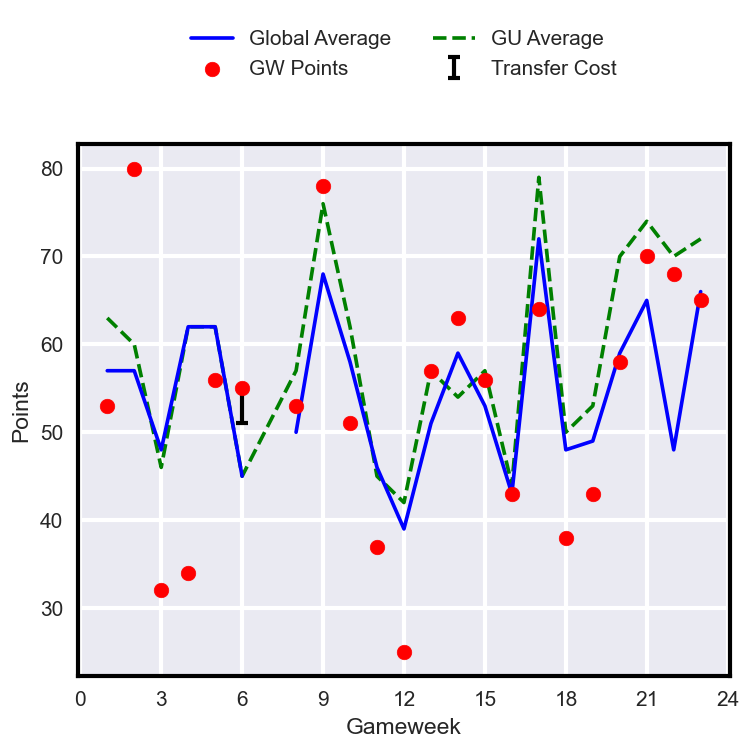 Global Average
GU Average
GW Points
Transfer Cost
80
70
60
50
40
30
Points
0 3 6 9 12 15 18 21 24
Gameweek